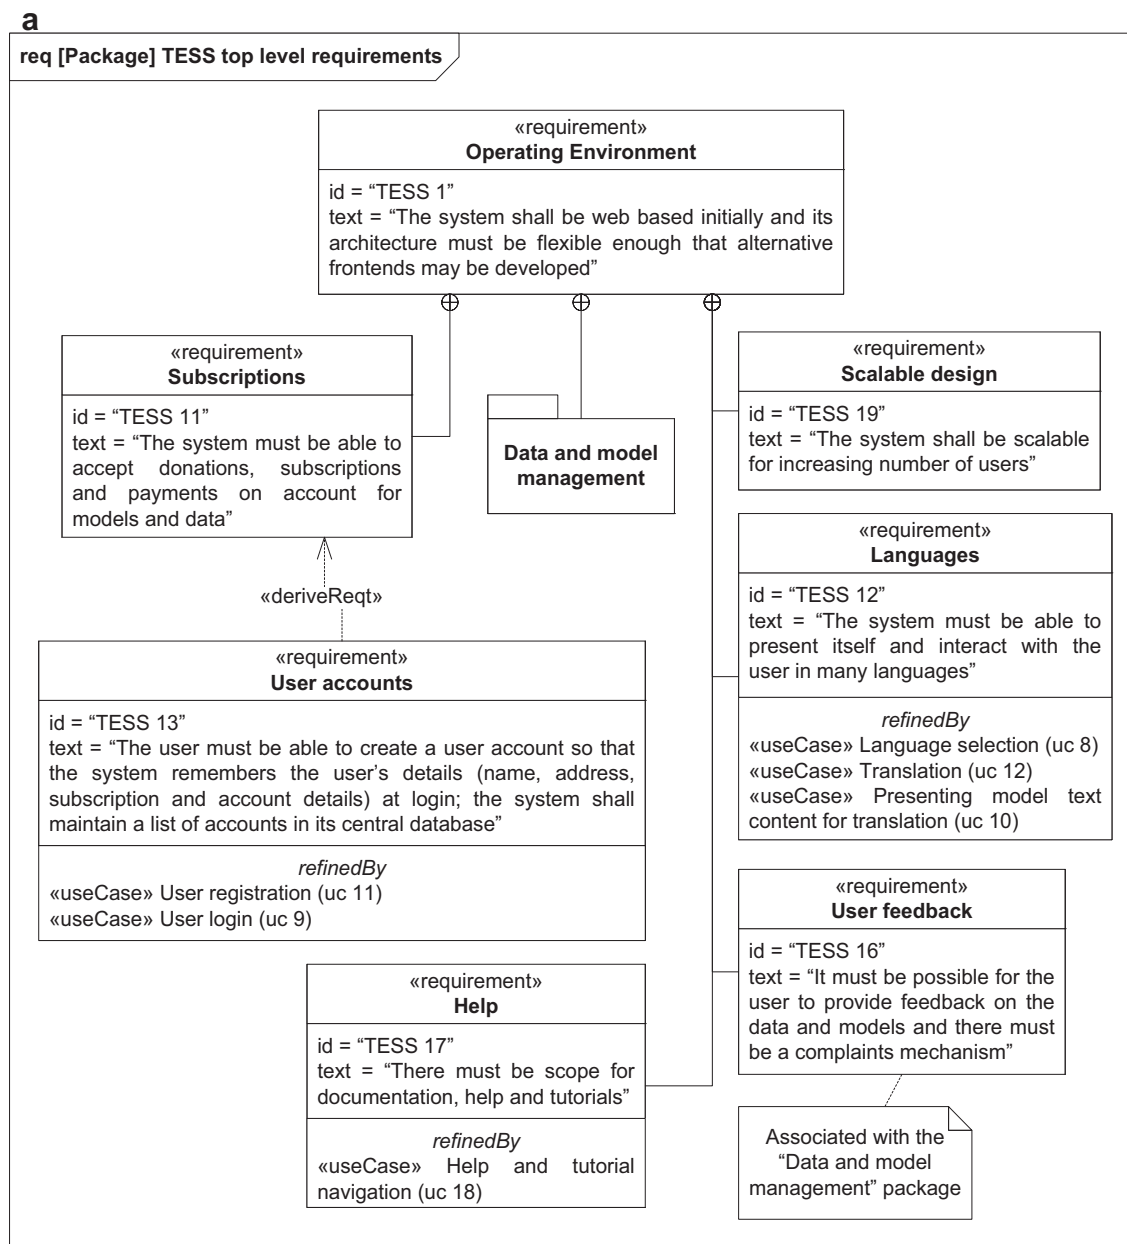 a
req [Package] TESS top level requirements
«requirement»
Operating Environment
id = “TESS 1”
text = “The system shall be web based initially and its
architecture must be flexible enough that alternative
frontends may be developed”
«requirement»
Subscriptions
id = “TESS 11”
text = “The system must be able to
accept donations, subscriptions
and payments on account for
models and data”
Data and model
management
«requirement»
Scalable design
id = “TESS 19”
text = “The system shall be scalable
for increasing number of users”
«requirement»
Languages
id = “TESS 12”
text = “The system must be able to
present itself and interact with the
user in many languages”
refinedBy
«useCase» Language selection (uc 8)
«useCase» Translation (uc 12)
«useCase» Presenting model text
content for translation (uc 10)
«deriveReqt»
«requirement»
User accounts
id = “TESS 13”
text = “The user must be able to create a user account so that
the system remembers the user’s details (name, address,
subscription and account details) at login; the system shall
maintain a list of accounts in its central database”
refinedBy
«useCase» User registration (uc 11)
«useCase» User login (uc 9)
«requirement»
User feedback
id = “TESS 16”
text = “It must be possible for the
user to provide feedback on the
data and models and there must
be a complaints mechanism”
«requirement»
Help
id = “TESS 17”
text = “There must be scope for
documentation, help and tutorials”
refinedBy
«useCase» Help and tutorial
navigation (uc 18)
Associated with the
“Data and model
management” package